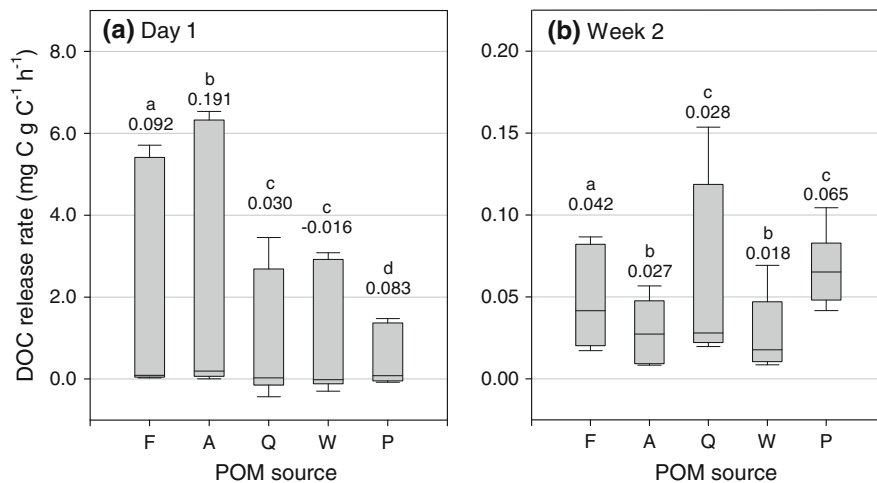 (a) Day 1
(b) Week 2
DOC release rate (mg C g C⁻¹ h⁻¹)
8.0
6.0
4.0
2.0
0.0
a
0.092
b
0.191
c
0.030
c
-0.016
d
0.083
F A Q W P
POM source
0.20
0.15
0.10
0.05
0.00
a
0.042
b
0.027
c
0.028
b
0.018
c
0.065
F A Q W P
POM source